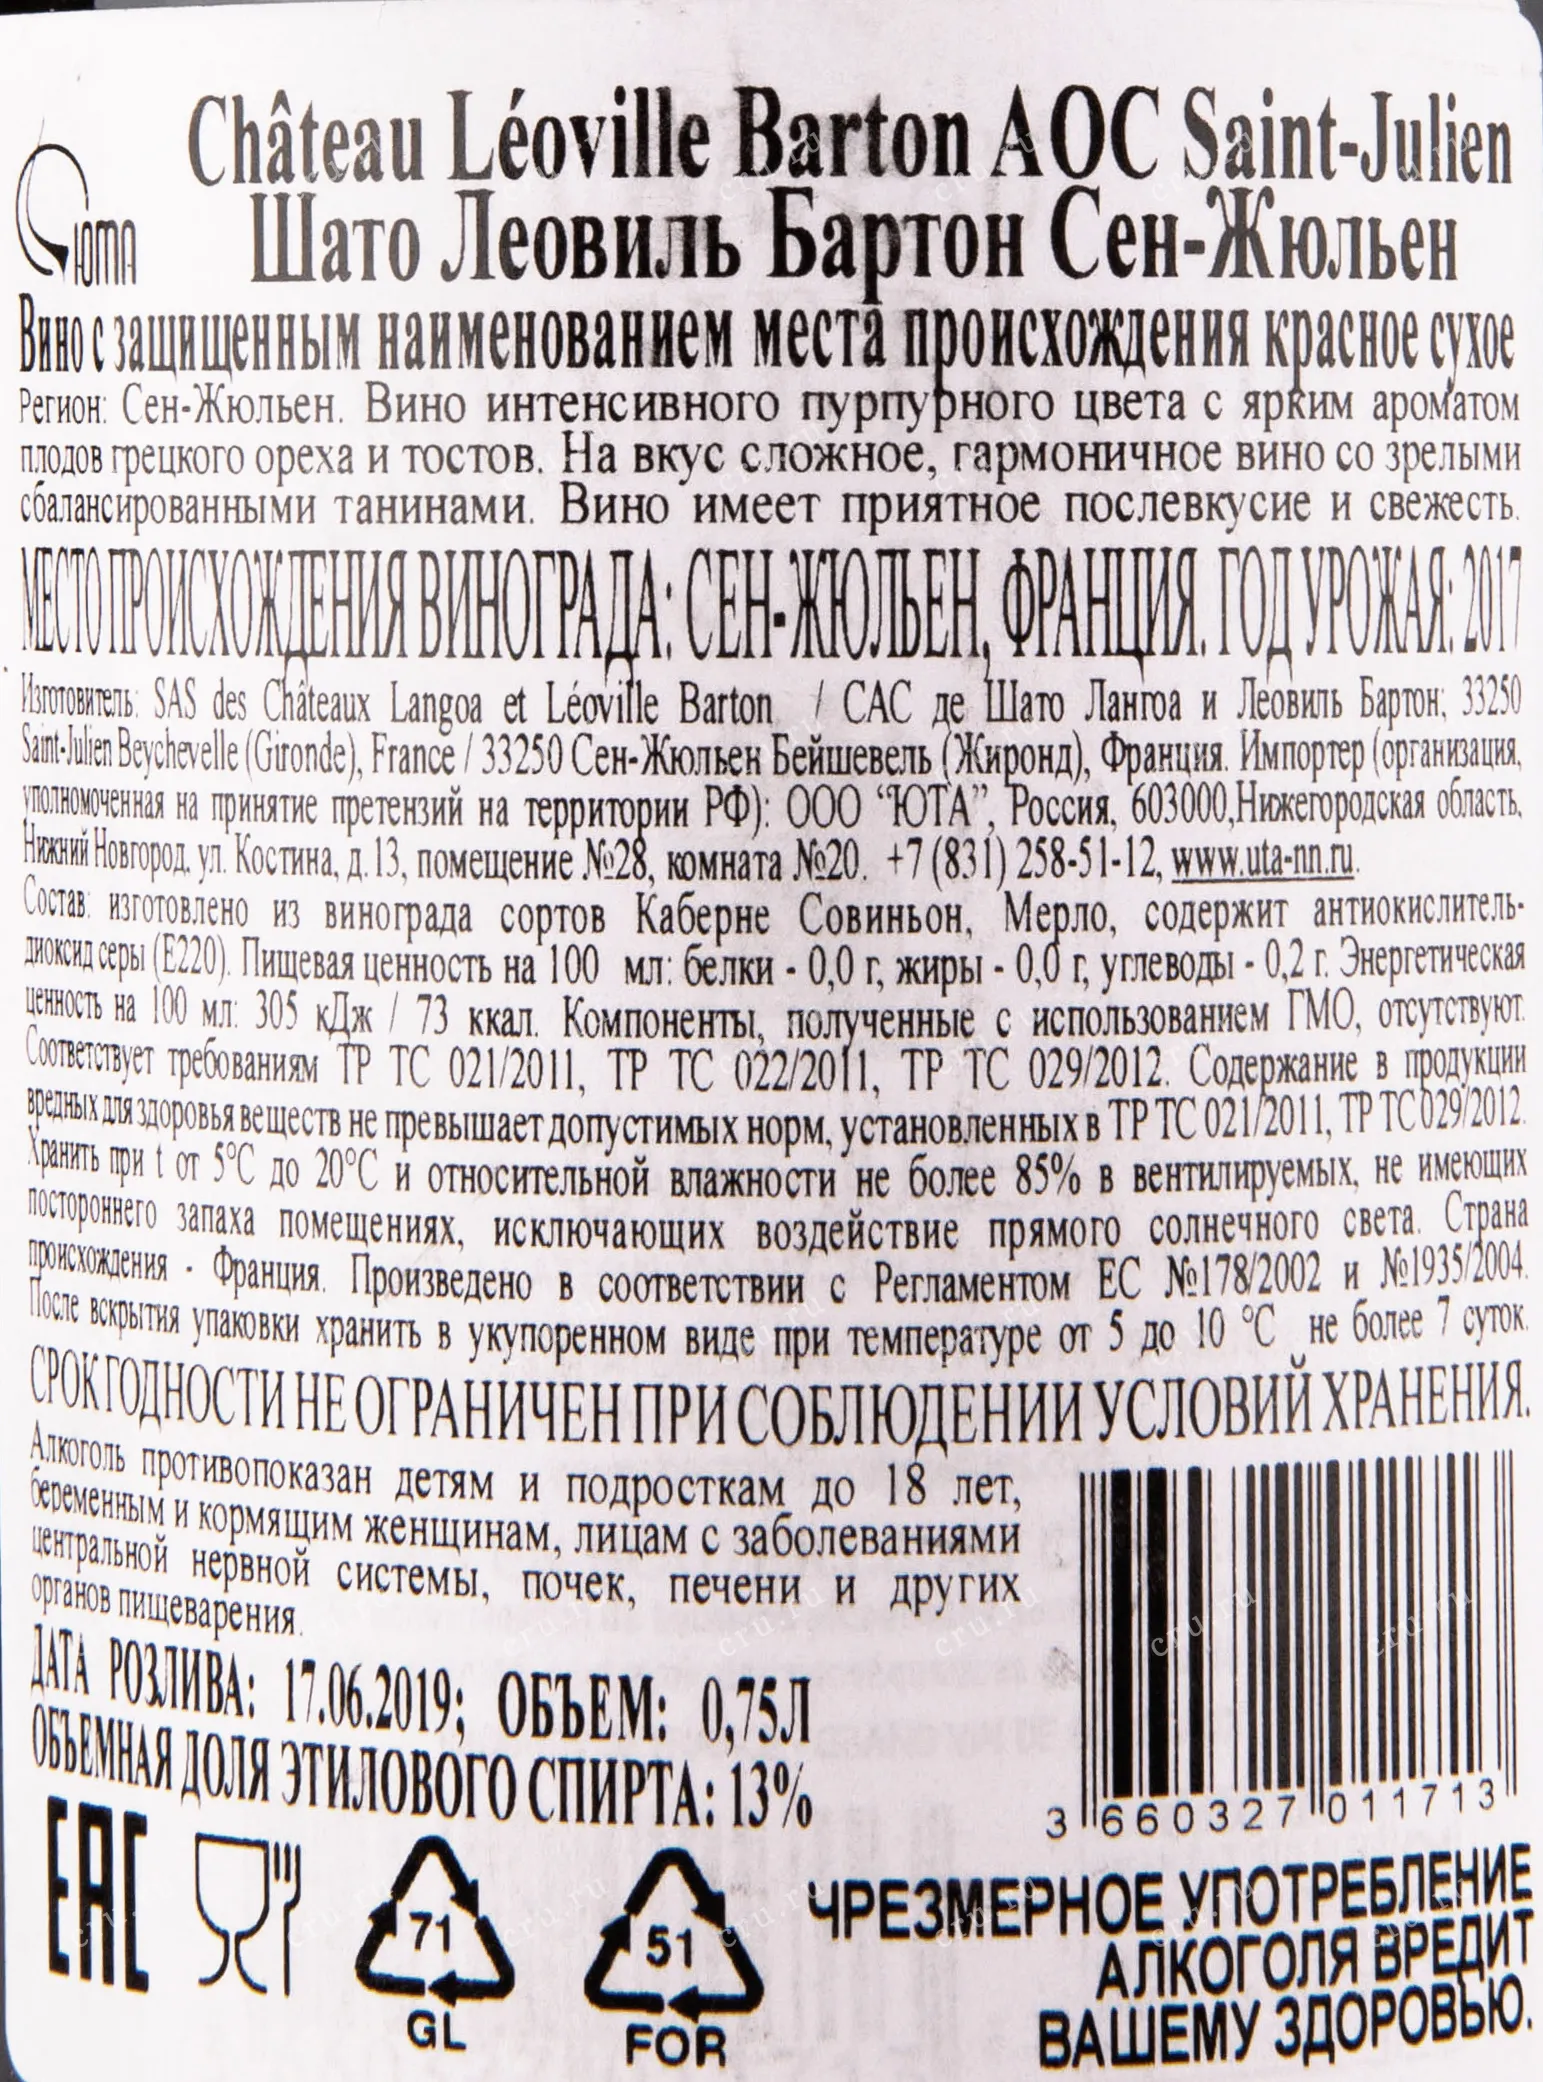 Château Léoville Barton AOC Saint-Julien
Шато Леовиль Бартон Сен-Жюльен
ЮТА
Вино с защищенным наименованием места происхождения красное сухое
Регион: Сен-Жюльен. Вино интенсивного пурпурного цвета с ярким ароматом
плодов грецкого ореха и тостов. На вкус сложное, гармоничное вино со зрелыми
сбалансированными танинами. Вино имеет приятное послевкусие и свежесть.
МЕСТО ПРОИСХОЖДЕНИЯ ВИНОГРАДА: СЕН-ЖЮЛЬЕН, ФРАНЦИЯ. ГОД УРОЖАЯ: 2017
Изготовитель: SAS des Châteaux Langoa et Léoville Barton / САС де Шато Лангоа и Леовиль Бартон; 33250
Saint-Julien Beychevelle (Gironde), France / 33250 Сен-Жюльен Бейшевель (Жиронд), Франция. Импортер (организация,
уполномоченная на принятие претензий на территории РФ): ООО “ЮТА”, Россия, 603000,Нижегородская область,
Нижний Новгород, ул. Костина, д.13, помещение №28, комната №20. +7 (831) 258-51-12, www.uta-nn.ru.
Состав: изготовлено из винограда сортов Каберне Совиньон, Мерло, содержит антиокислитель-
диоксид серы (Е220). Пищевая ценность на 100 мл: белки - 0,0 г, жиры - 0,0 г, углеводы - 0,2 г. Энергетическая
ценность на 100 мл: 305 кДж / 73 ккал. Компоненты, полученные с использованием ГМО, отсутствуют.
Соответствует требованиям ТР ТС 021/2011, ТР ТС 022/2011, ТР ТС 029/2012. Содержание в продукции
вредных для здоровья веществ не превышает допустимых норм, установленных в ТР ТС 021/2011, ТР ТС 029/2012.
Хранить при t от 5°С до 20°С и относительной влажности не более 85% в вентилируемых, не имеющих
постороннего запаха помещениях, исключающих воздействие прямого солнечного света. Страна
происхождения - Франция. Произведено в соответствии с Регламентом ЕС №178/2002 и №1935/2004.
После вскрытия упаковки хранить в укупоренном виде при температуре от 5 до 10 °С не более 7 суток.
СРОК ГОДНОСТИ НЕ ОГРАНИЧЕН ПРИ СОБЛЮДЕНИИ УСЛОВИЙ ХРАНЕНИЯ.
Алкоголь противопоказан детям и подросткам до 18 лет,
беременным и кормящим женщинам, лицам с заболеваниями
центральной нервной системы, почек, печени и других
органов пищеварения.
ДАТА РОЗЛИВА: 17.06.2019; ОБЪЕМ: 0,75Л
ОБЪЕМНАЯ ДОЛЯ ЭТИЛОВОГО СПИРТА: 13%
3 660327 011713
ЕАС
71
GL
51
FOR
ЧРЕЗМЕРНОЕ УПОТРЕБЛЕНИЕ
АЛКОГОЛЯ ВРЕДИТ
ВАШЕМУ ЗДОРОВЬЮ.
cru.ru